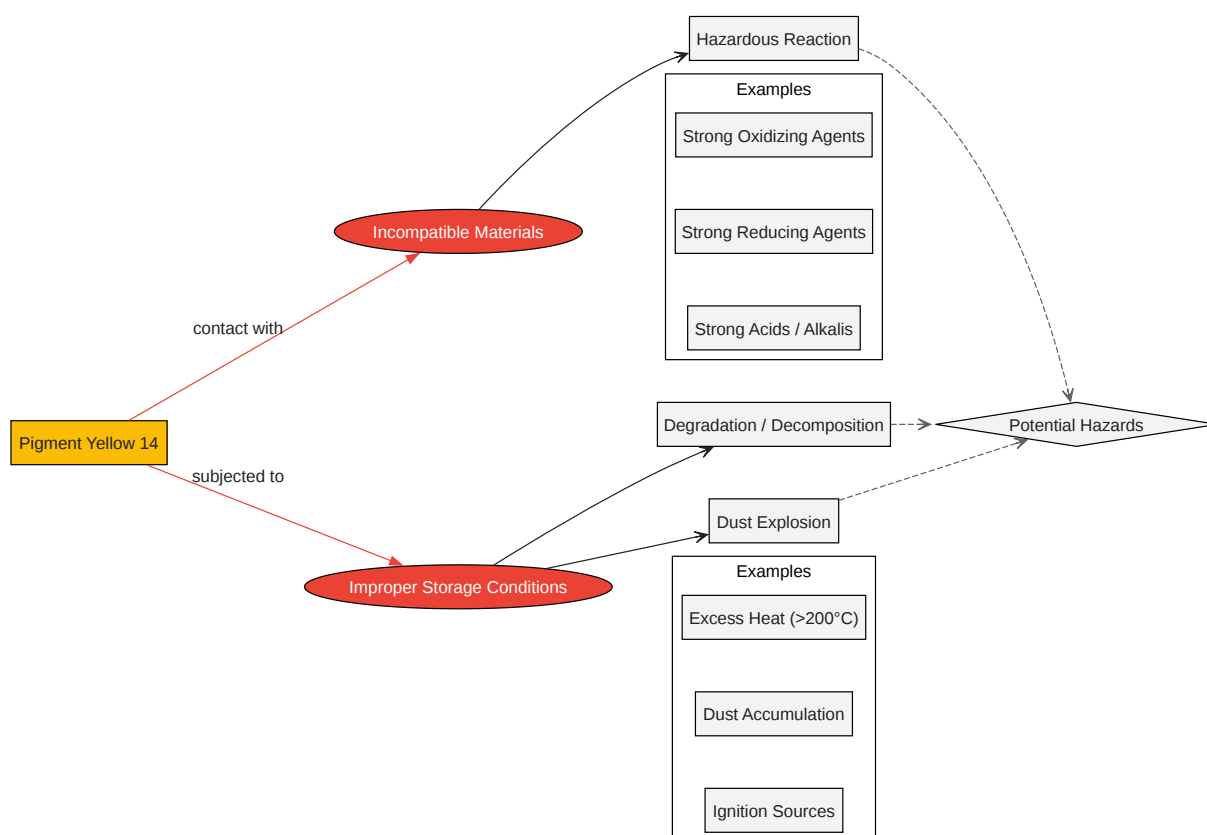 Hazardous Reaction
Examples
Strong Oxidizing Agents
Strong Reducing Agents
Incompatible Materials
Strong Acids / Alkalis
contact with
Degradation / Decomposition
Potential Hazards
Pigment Yellow 14
subjected to
Dust Explosion
Examples
Improper Storage Conditions
Excess Heat (>200°C)
Dust Accumulation
Ignition Sources